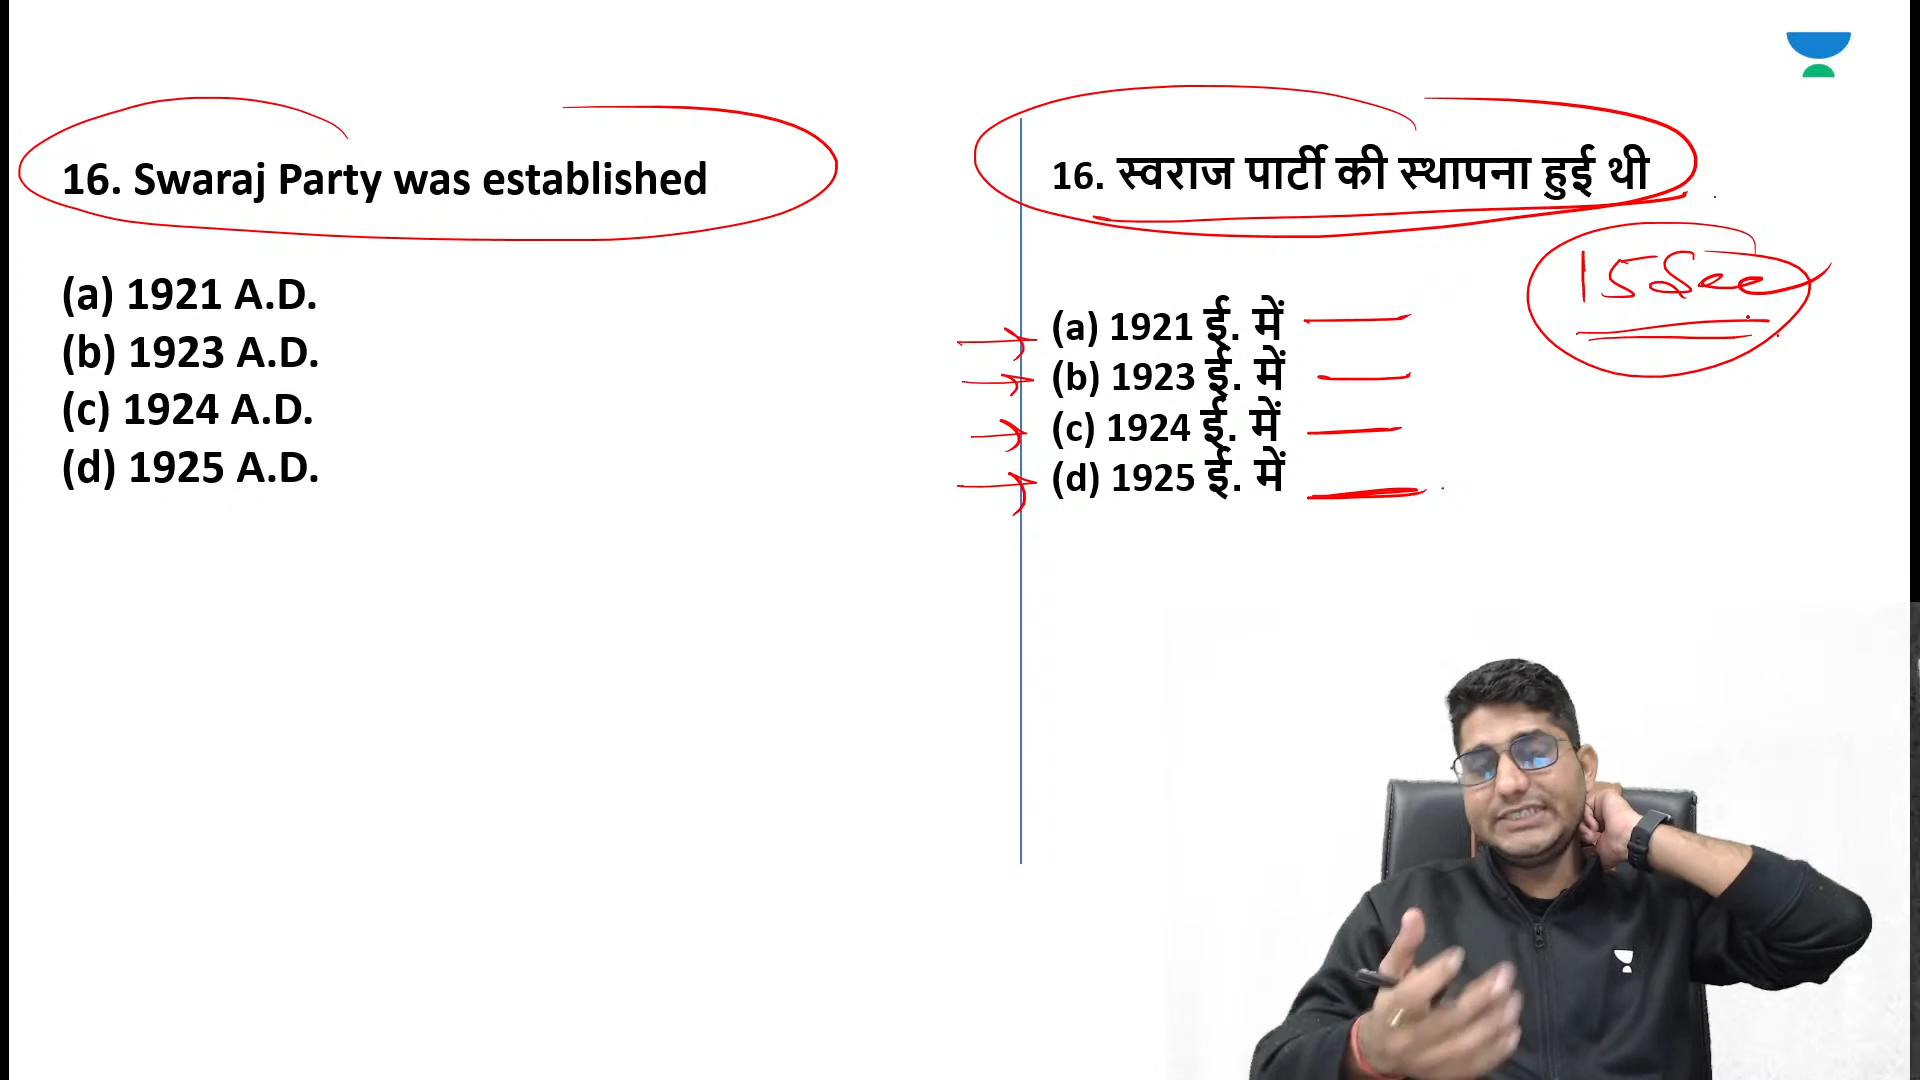 16. Swaraj Party was established
(a) 1921 A.D.
(b) 1923 A.D.
(c) 1924 A.D.
(d) 1925 A.D.
16. स्वराज पार्टी की स्थापना हुई थी
15 Sec
(a) 1921 ई. में
(b) 1923 ई. में
(c) 1924 ई. में
(d) 1925 ई. में